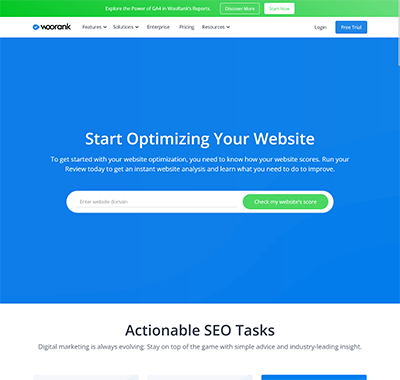 Explore the Power of GA4 in WooRank's Reports. Discover More Start Now
woorank Features Solutions Enterprise Pricing Resources Log in Free Trial
Start Optimizing Your Website
To get started with your website optimization, you need to know how your website scores. Run your
Review today to get an instant website analysis and learn what you need to do to improve.
Enter website domain Check my website's score
Actionable SEO Tasks
Digital marketing is always evolving. Stay on top of the game with simple advice and industry-leading insight.